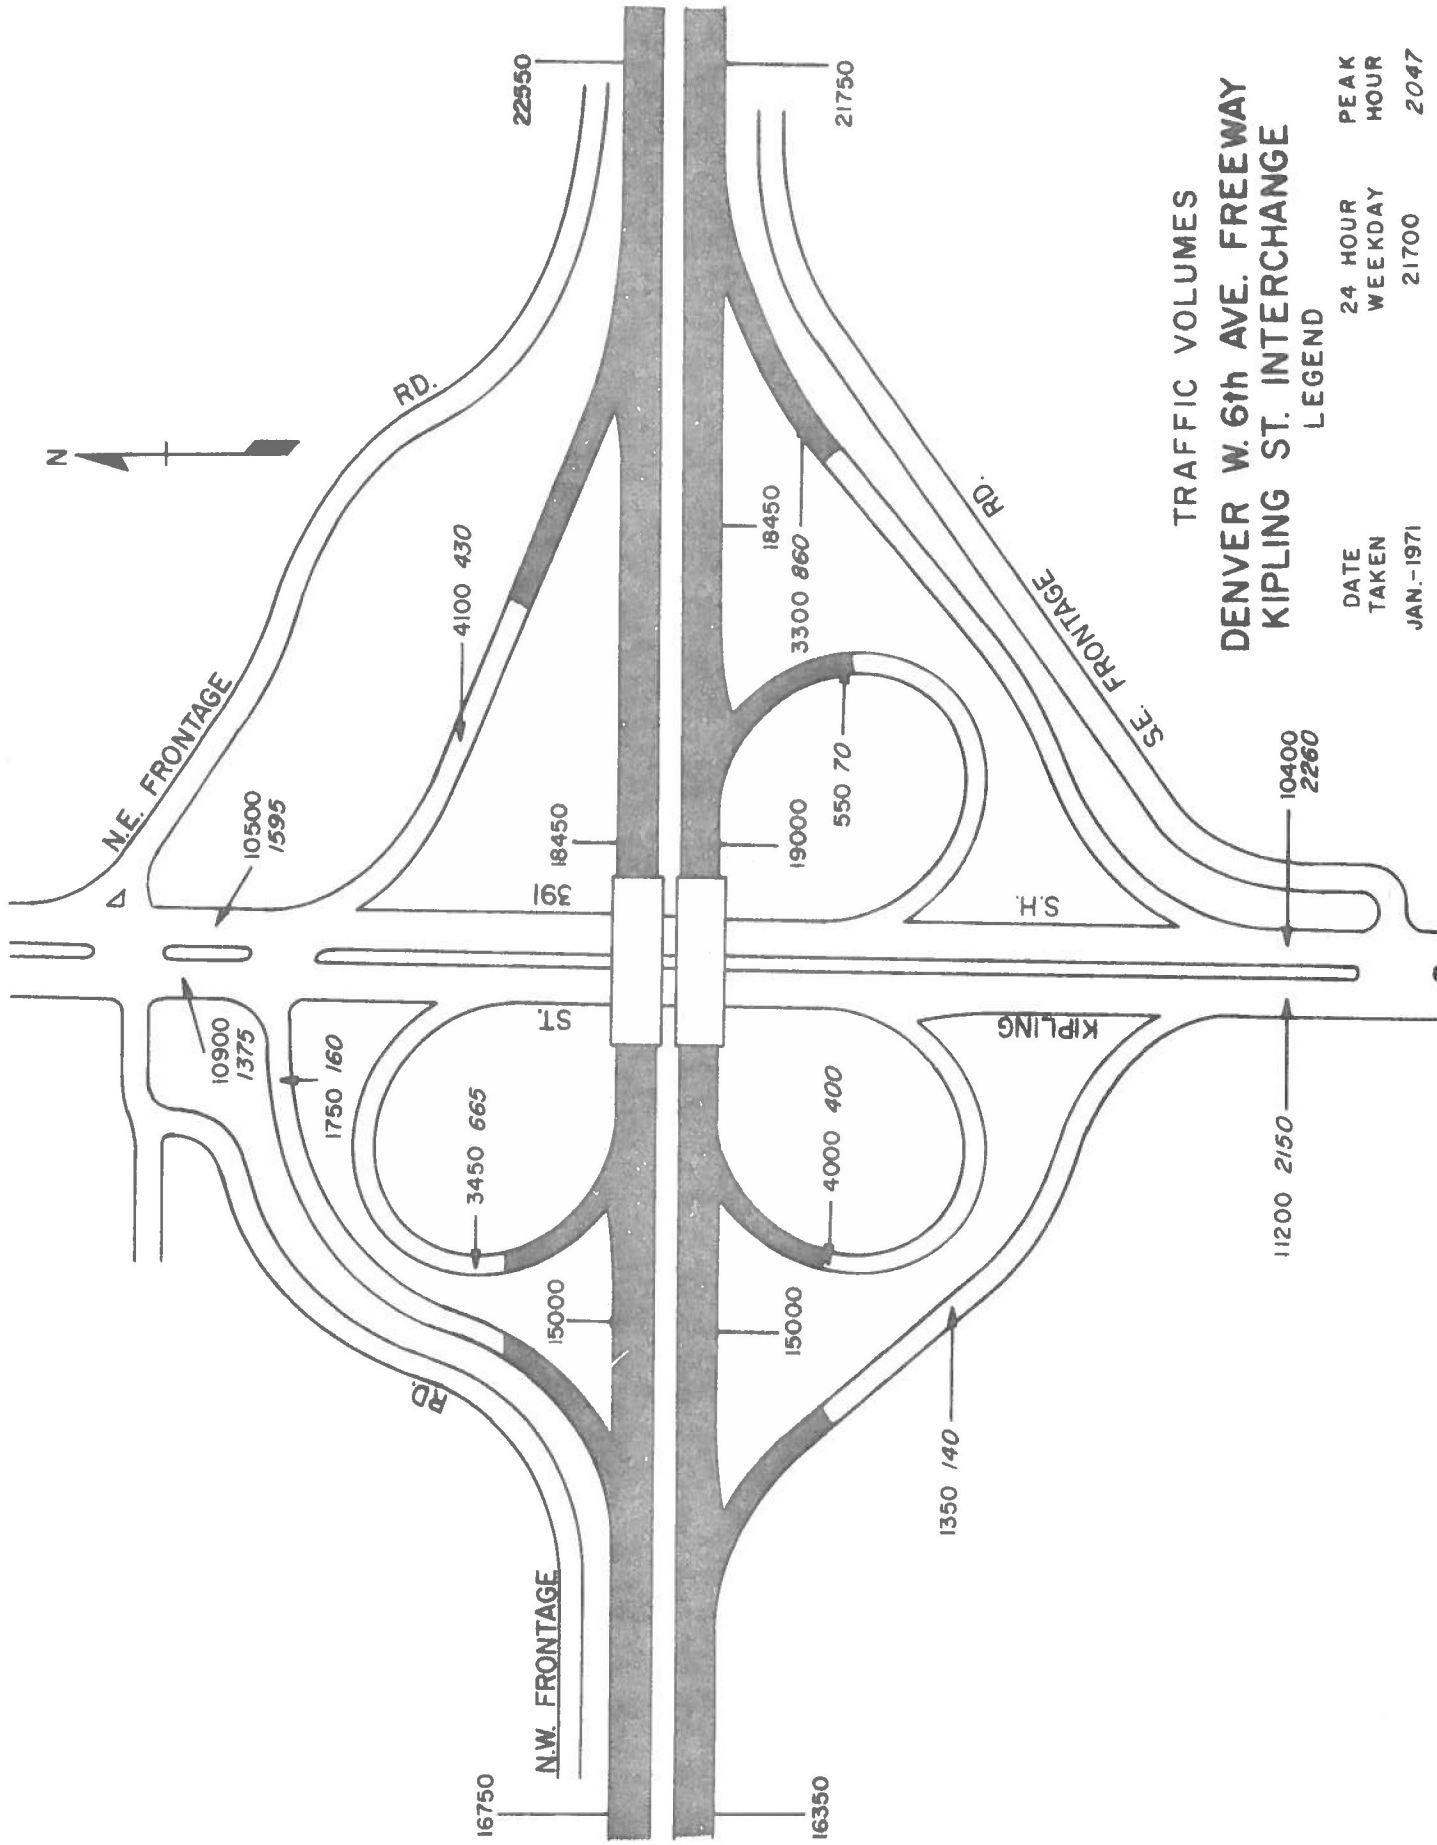 N
N.E. FRONTAGE
RD.
22550
10500
1595
10900
1375
4100 430
1750 160
3450 665
RD.
N.W. FRONTAGE
16750
15000
18450
391
ST.
21750
18450
19000
15000
16350
3300 860
550 70
4000 400
1350 140
S.H.
KIPLING
S.E. FRONTAGE
RD.
10400
2260
11200 2150
TRAFFIC VOLUMES
DENVER W. 6th AVE. FREEWAY
KIPLING ST. INTERCHANGE
LEGEND
DATE
TAKEN
24 HOUR
WEEKDAY
PEAK
HOUR
JAN.-1971 21700 2047